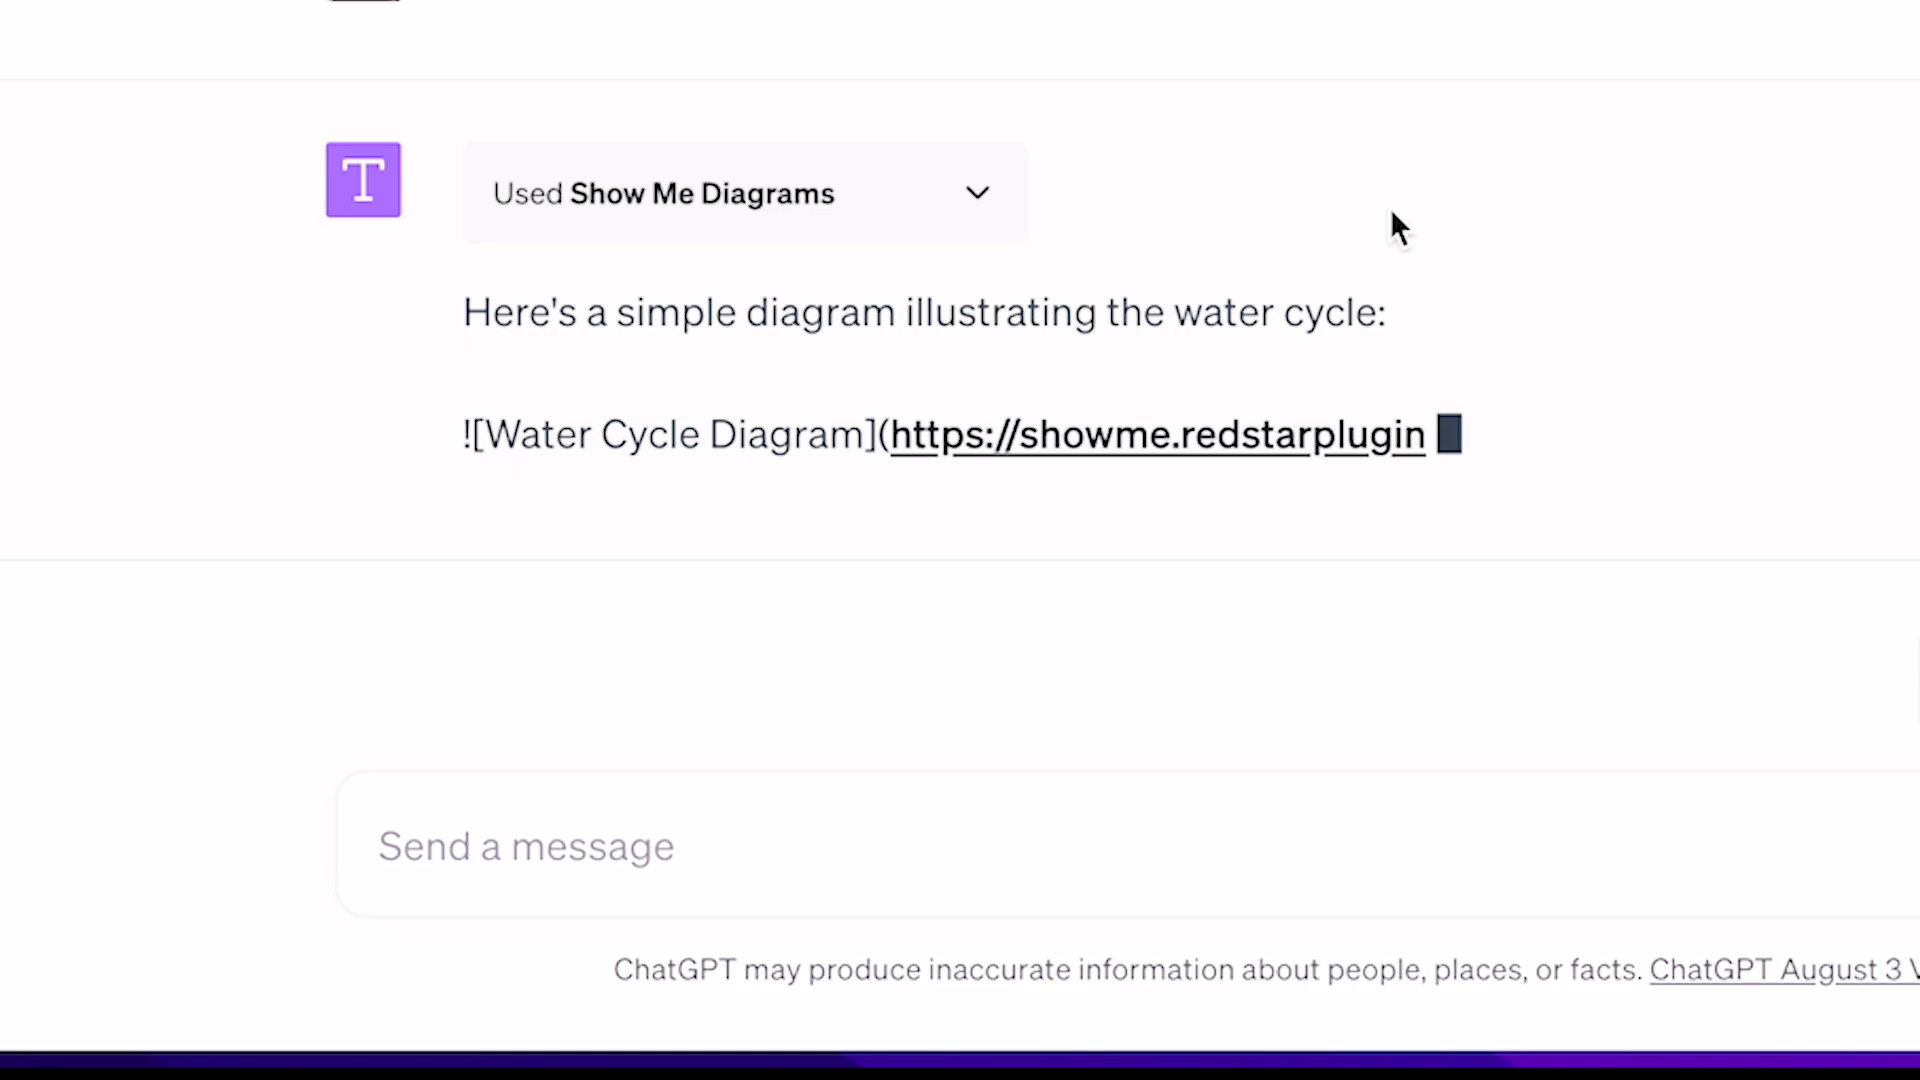 T
Used Show Me Diagrams
Here's a simple diagram illustrating the water cycle:
![Water Cycle Diagram](https://showme.redstarplugin
Send a message
ChatGPT may produce inaccurate information about people, places, or facts. ChatGPT August 3